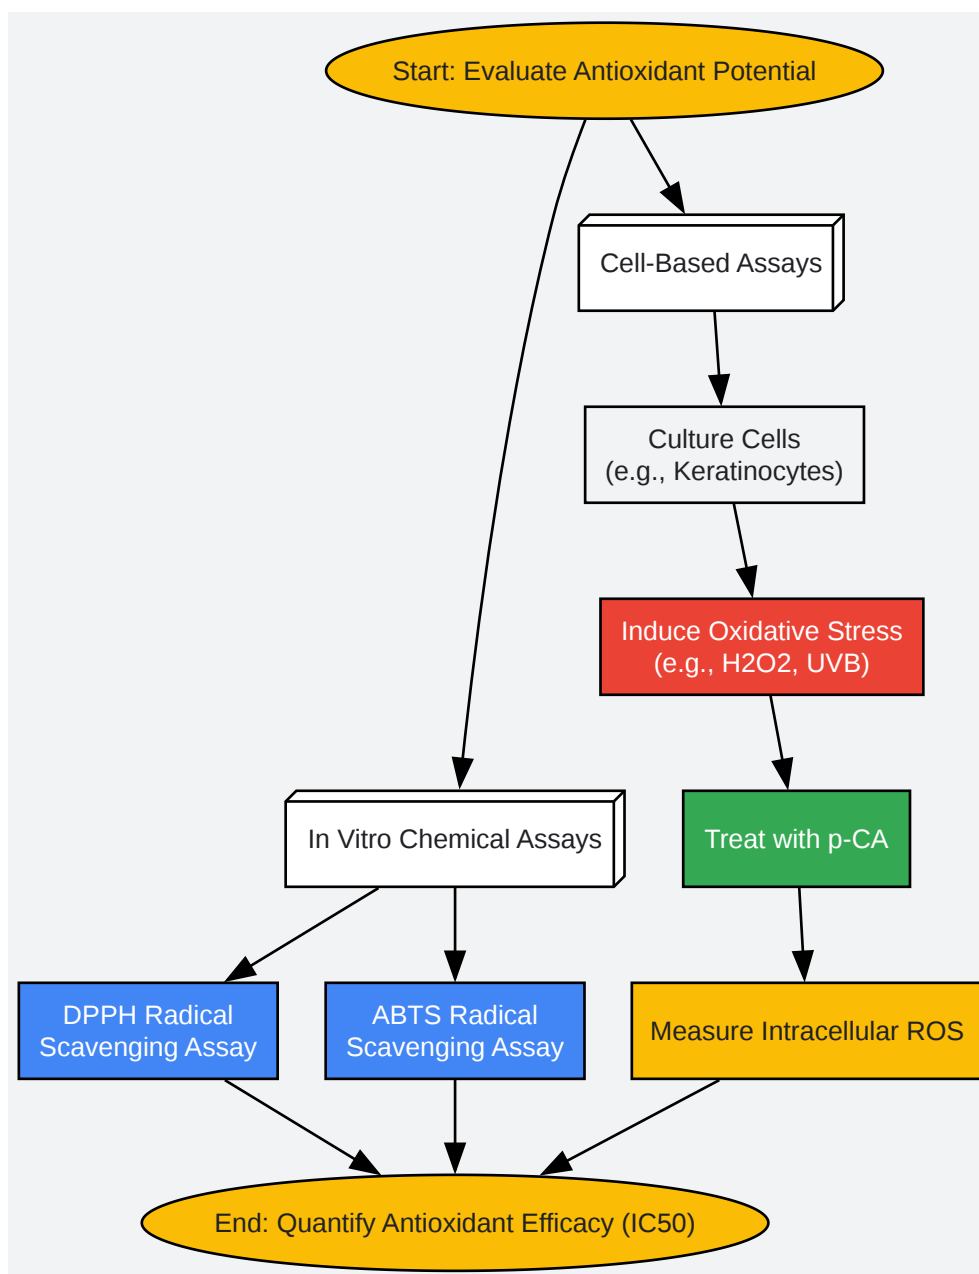 Start: Evaluate Antioxidant Potential
Cell-Based Assays
Culture Cells
(e.g., Keratinocytes)
Induce Oxidative Stress
(e.g., H2O2, UVB)
In Vitro Chemical Assays
Treat with p-CA
DPPH Radical
Scavenging Assay
ABTS Radical
Scavenging Assay
Measure Intracellular ROS
End: Quantify Antioxidant Efficacy (IC50)